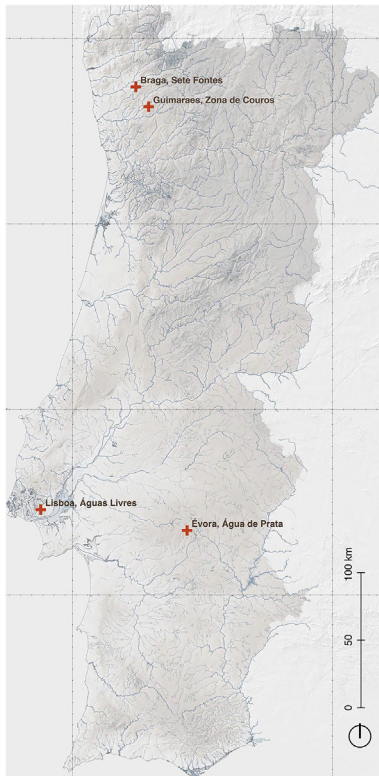 Braga, Sete Fontes
Guimaraes, Zona de Couros
Lisboa, Águas Livres
Évora, Água de Prata
100 km
50
0